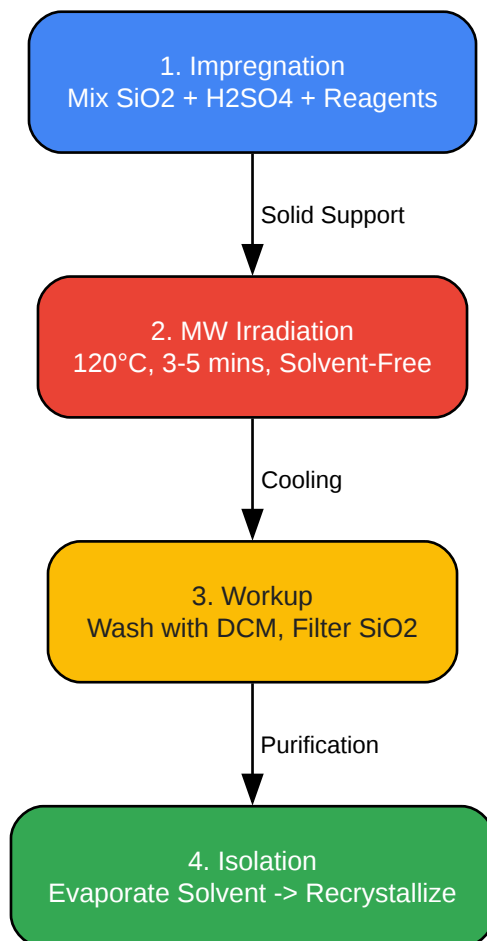 1. Impregnation
Mix SiO2 + H2SO4 + Reagents
Solid Support
2. MW Irradiation
120°C, 3-5 mins, Solvent-Free
Cooling
3. Workup
Wash with DCM, Filter SiO2
Purification
4. Isolation
Evaporate Solvent -> Recrystallize